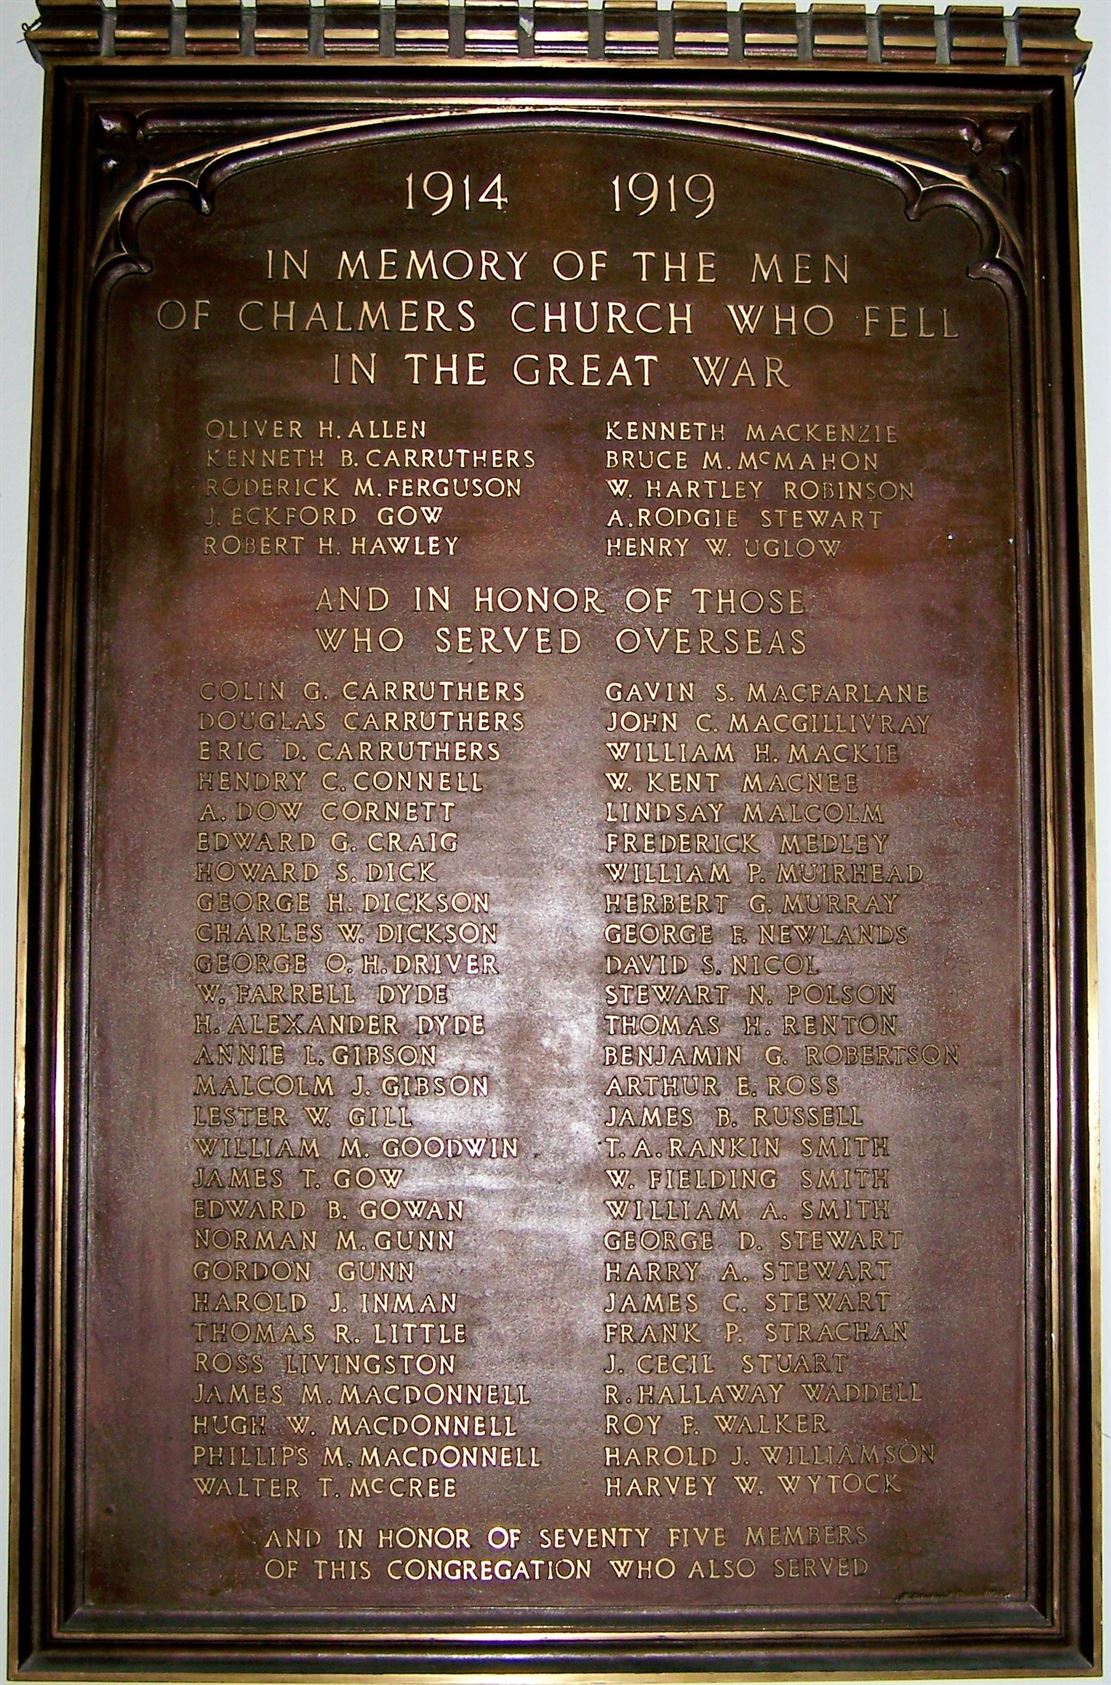 1914 1919
IN MEMORY OF THE MEN
OF CHALMERS CHURCH WHO FELL
IN THE GREAT WAR
OLIVER H. ALLEN
KENNETH B. CARRUTHERS
RODERICK M. FERGUSON
J. ECKFORD GOW
ROBERT H. HAWLEY
KENNETH MACKENZIE
BRUCE M. McMAHON
W. HARTLEY ROBINSON
A. RODGIE STEWART
HENRY W. UGLOW
AND IN HONOR OF THOSE
WHO SERVED OVERSEAS
COLIN G. CARRUTHERS
DOUGLAS CARRUTHERS
ERIC D. CARRUTHERS
HENDRY C. CONNELL
A. DOW CORNETT
EDWARD G. CRAIG
HOWARD S. DICK
GEORGE H. DICKSON
CHARLES W. DICKSON
GEORGE O. H. DRIVER
W. FARRELL DYDE
H. ALEXANDER DYDE
ANNIE L. GIBSON
MALCOLM J. GIBSON
LESTER W. GILL
WILLIAM M. GOODWIN
JAMES T. GOW
EDWARD B. GOWAN
NORMAN M. GUNN
GORDON GUNN
HAROLD J. INMAN
THOMAS R. LITTLE
ROSS LIVINGSTON
JAMES M. MACDONNELL
HUGH W. MACDONNELL
PHILLIPS M. MACDONNELL
WALTER T. McCREE
GAVIN S. MACFARLANE
JOHN C. MACGILLIVRAY
WILLIAM H. MACKIE
W. KENT MACNEE
LINDSAY MALCOLM
FREDERICK MEDLEY
WILLIAM P. MUIRHEAD
HERBERT G. MURRAY
GEORGE F. NEWLANDS
DAVID S. NICOL
STEWART N. POLSON
THOMAS H. RENTON
BENJAMIN G. ROBERTSON
ARTHUR E. ROSS
JAMES B. RUSSELL
T. A. RANKIN SMITH
W. FIELDING SMITH
WILLIAM A. SMITH
GEORGE D. STEWART
HARRY A. STEWART
JAMES C. STEWART
FRANK P. STRACHAN
J. CECIL STUART
R. HALLAWAY WADDELL
ROY F. WALKER
HAROLD J. WILLIAMSON
HARVEY W. WYTOCK
AND IN HONOR OF SEVENTY FIVE MEMBERS
OF THIS CONGREGATION WHO ALSO SERVED